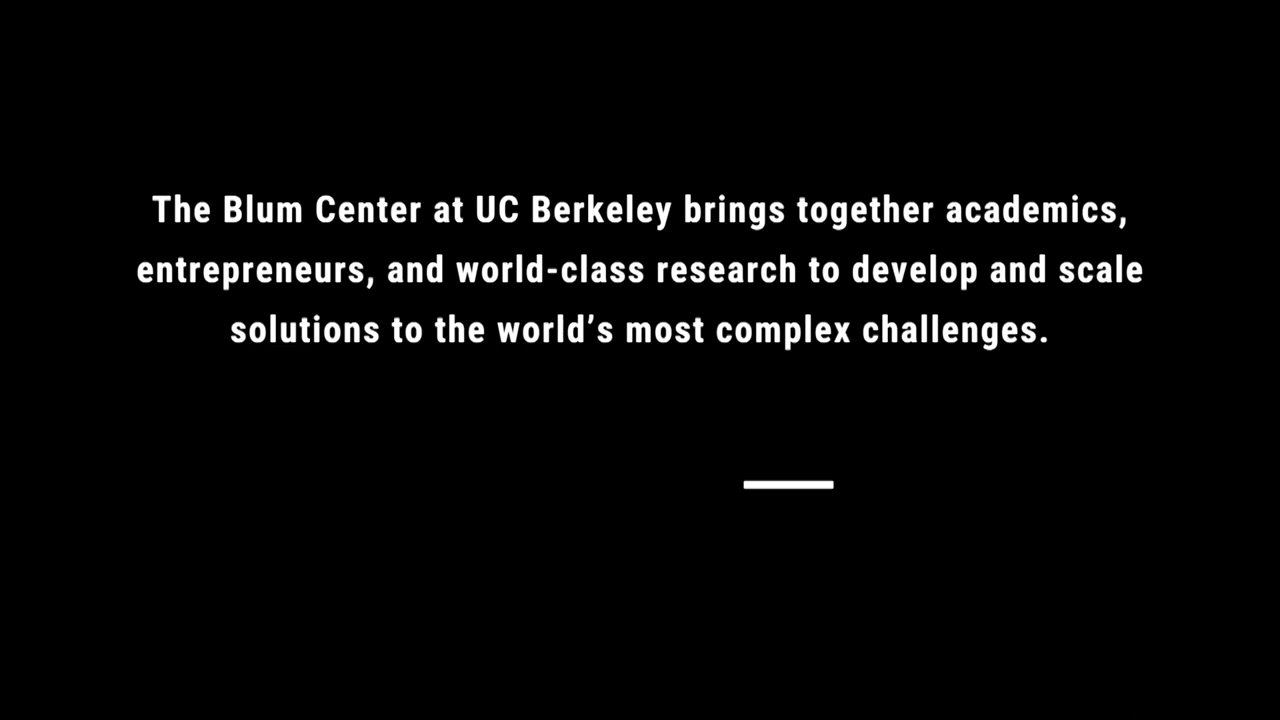 The Blum Center at UC Berkeley brings together academics,
entrepreneurs, and world-class research to develop and scale
solutions to the world’s most complex challenges.